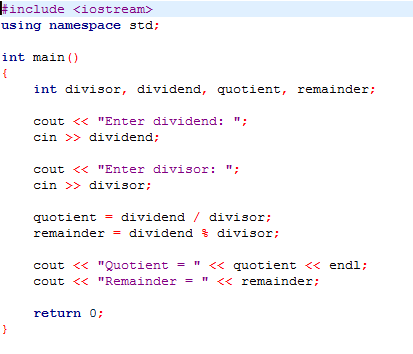 #include <iostream>
using namespace std;
int main()
{
int divisor, dividend, quotient, remainder;
cout << "Enter dividend: ";
cin >> dividend;
cout << "Enter divisor: ";
cin >> divisor;
quotient = dividend / divisor;
remainder = dividend % divisor;
cout << "Quotient = " << quotient << endl;
cout << "Remainder = " << remainder;
return 0;
}